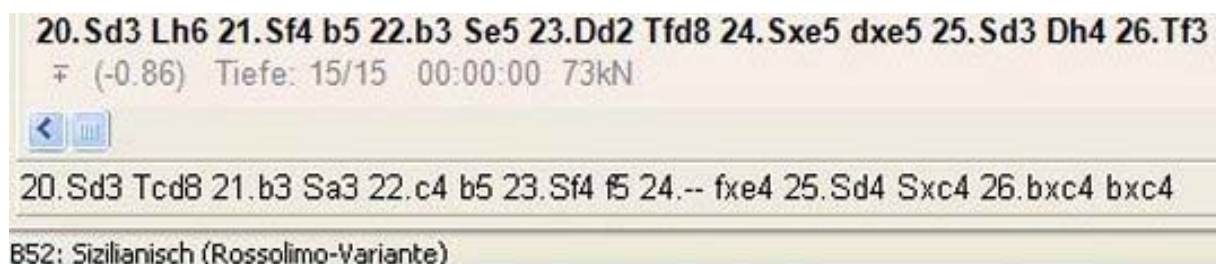 20.Sd3 Lh6 21.Sf4 b5 22.b3 Se5 23.Dd2 Tfd8 24.Sxe5 dxe5 25.Sd3 Dh4 26.Tf3
∓ (-0.86) Tiefe: 15/15 00:00:00 73kN
20.Sd3 Tcd8 21.b3 Sa3 22.c4 b5 23.Sf4 f5 24.-- fxe4 25.Sd4 Sxc4 26.bxc4 bxc4
B52: Sizilianisch (Rossolimo-Variante)